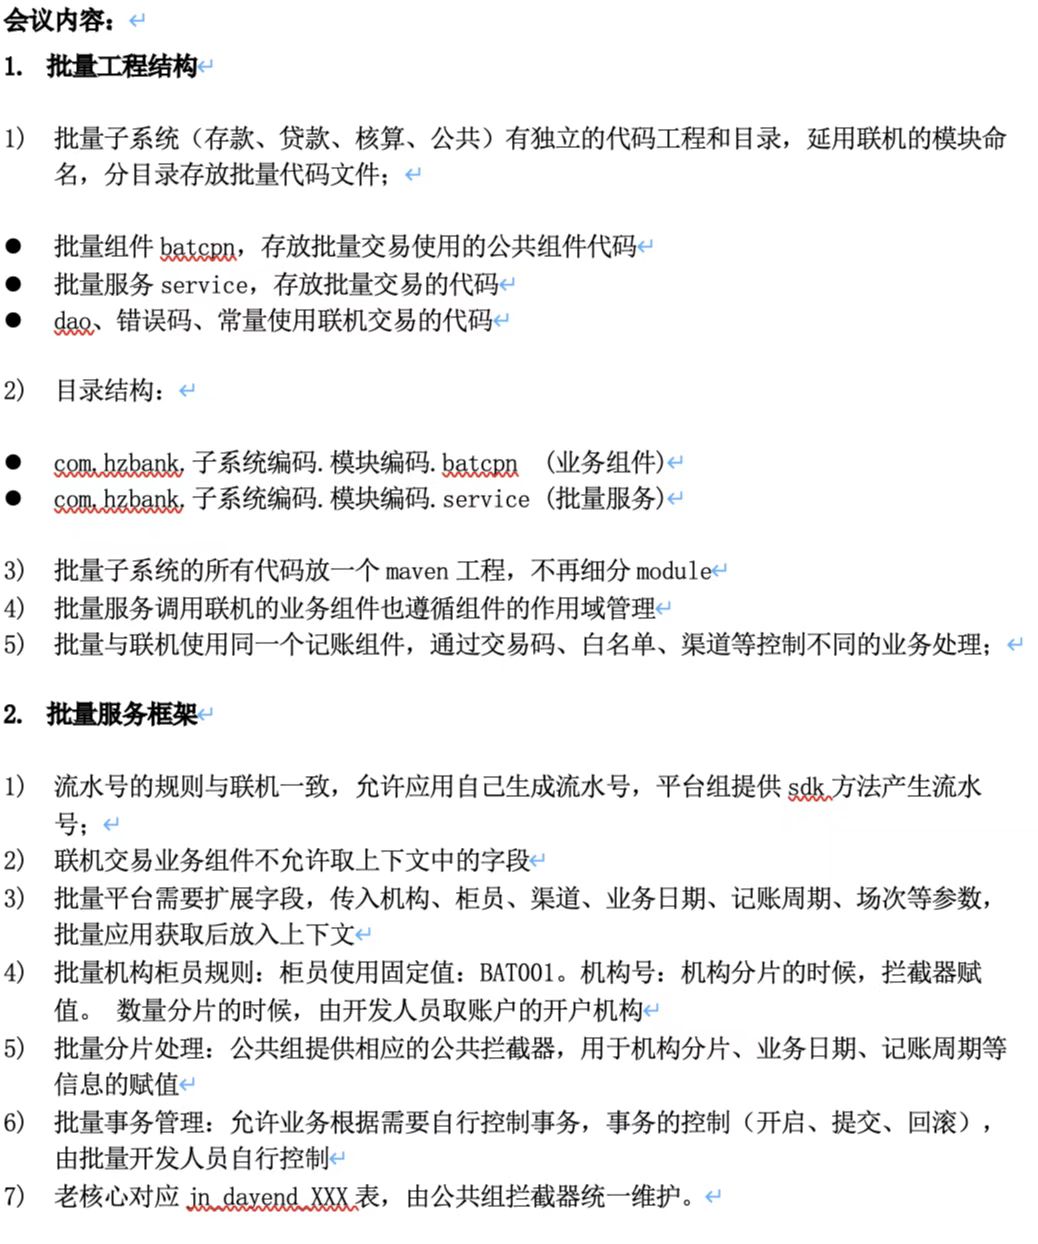 会议内容：
1. 批量工程结构
1) 批量子系统（存款、贷款、核算、公共）有独立的代码工程和目录，延用联机的模块命
名，分目录存放批量代码文件；
● 批量组件 batcpn，存放批量交易使用的公共组件代码
● 批量服务 service，存放批量交易的代码
● dao、错误码、常量使用联机交易的代码
2) 目录结构：
● com.hzbank.子系统编码.模块编码.batcpn （业务组件）
● com.hzbank.子系统编码.模块编码.service （批量服务）
3) 批量子系统的所有代码放一个 maven 工程，不再细分 module
4) 批量服务调用联机的业务组件也遵循组件的作用域管理
5) 批量与联机使用同一个记账组件，通过交易码、白名单、渠道等控制不同的业务处理；
2. 批量服务框架
1) 流水号的规则与联机一致，允许应用自己生成流水号，平台组提供 sdk 方法产生流水
号；
2) 联机交易业务组件不允许取上下文中的字段
3) 批量平台需要扩展字段，传入机构、柜员、渠道、业务日期、记账周期、场次等参数，
批量应用获取后放入上下文
4) 批量机构柜员规则：柜员使用固定值：BAT001。机构号：机构分片的时候，拦截器赋
值。 数量分片的时候，由开发人员取账户的开户机构
5) 批量分片处理：公共组提供相应的公共拦截器，用于机构分片、业务日期、记账周期等
信息的赋值
6) 批量事务管理：允许业务根据需要自行控制事务，事务的控制（开启、提交、回滚），
由批量开发人员自行控制
7) 老核心对应 jn_dayend_XXX 表，由公共组拦截器统一维护。